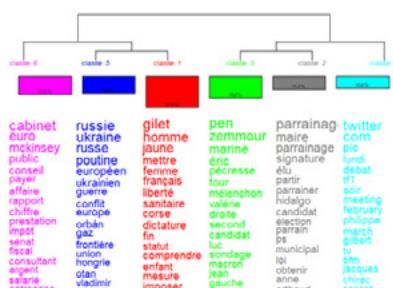 classe 6 classe 5 classe 1 classe 3 classe 2
cabinet russie gilet pen parrainag twitter
euro ukraine homme zemmour maire com
mckinsey russe jaune marine parrainage pic
public poutine mettre éric signature lundi
conseil européen femme pécresse élu débat
payer ukrainien français tour partir tf1
affaire guerre liberté mélenchon parrainer soir
rapport conflit sanitaire valérie hidalgo meeting
chiffre europe corse droite candidat february
prestation orbán dictature second élection philippe
impôt gaz fin candidat parrain march
sénat frontière statut luc ps gilbert
fiscal union comprendre sondage municipal tv
consultant hongrie enfant macron loi bfm
argent otan mesure jean obtenir jacques
salarie vladimir imposer gauche anne chirac